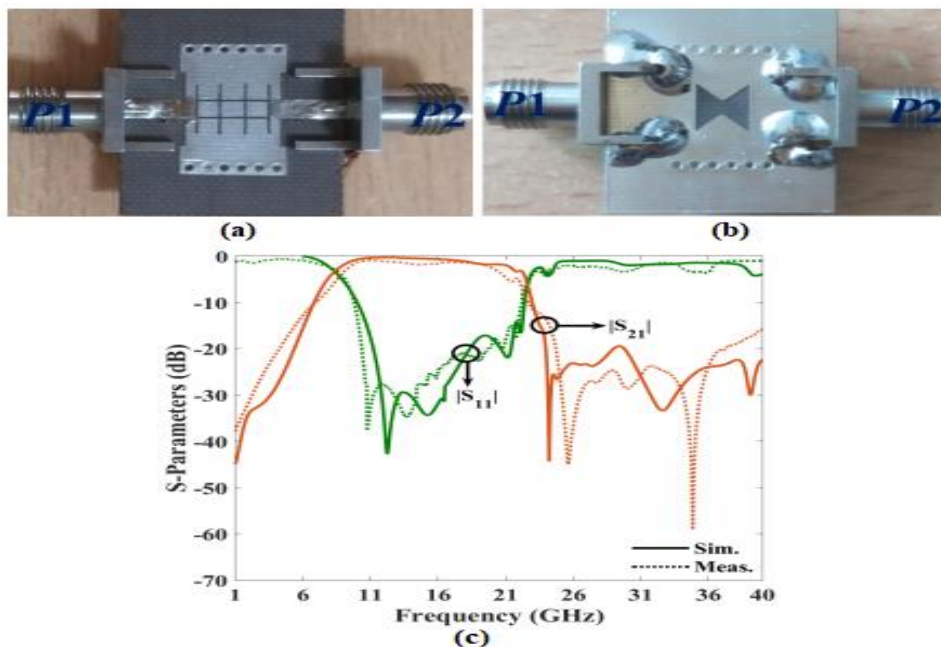 P1
P2
(a)
P1
P2
(b)
S-Parameters (dB)
0
-10
-20
-30
-40
-50
-60
-70
|S11|
|S21|
Sim.
Meas.
1 6 11 16 21 26 31 36 40
Frequency (GHz)
(c)